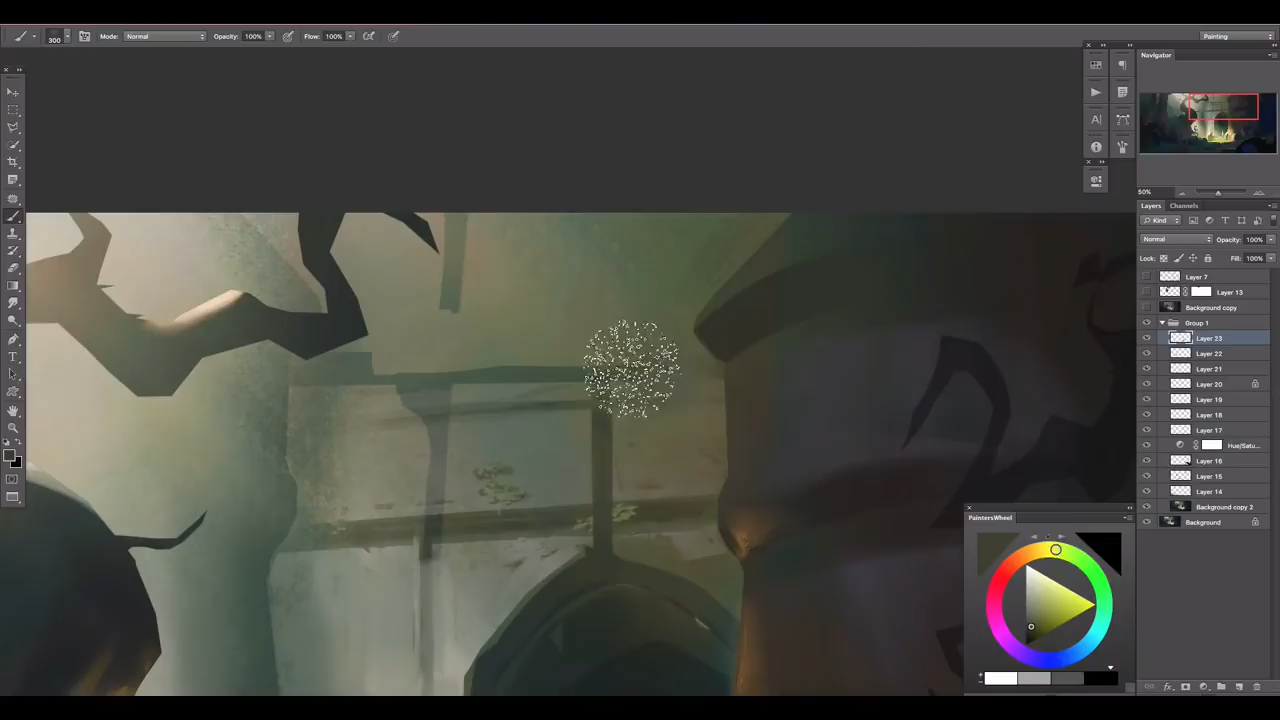 300 Mode: Normal Opacity: 100% Flow: 100% Painting
Navigator
50%
Layers Channels
Kind
Normal Opacity: 100%
Lock: Fill: 100%
Layer 7
Layer 13
Background copy
Group 1
Layer 23
Layer 22
Layer 21
Layer 20
Layer 19
Layer 18
Layer 17
Hue/Satu...
Layer 16
Layer 15
Layer 14
Background copy 2
Background
PaintersWheel